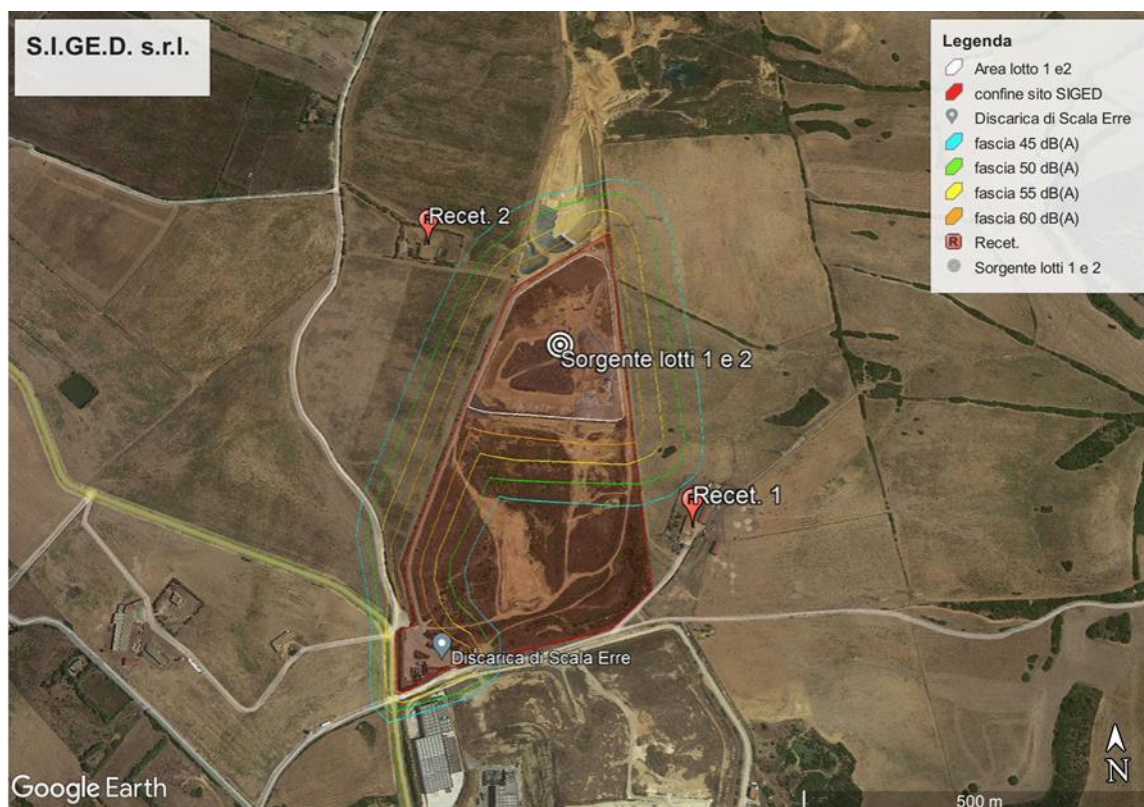 S.I.GE.D. s.r.l.
Legenda
Area lotto 1 e2
confine sito SIGED
Discarica di Scala Erre
fascia 45 dB(A)
fascia 50 dB(A)
fascia 55 dB(A)
fascia 60 dB(A)
R Recet.
Sorgente lotti 1 e 2
Recet. 2
Sorgente lotti 1 e 2
Recet. 1
Discarica di Scala Erre
Google Earth
N
500 m